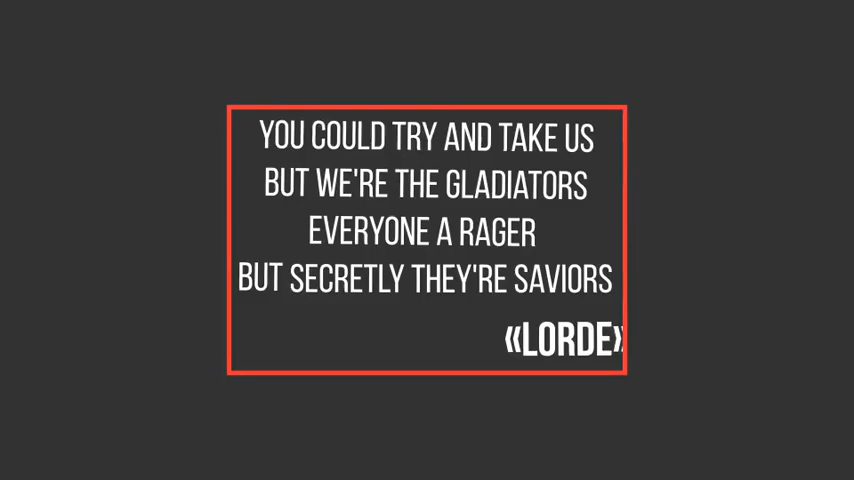 YOU COULD TRY AND TAKE US
BUT WE'RE THE GLADIATORS
EVERYONE A RAGER
BUT SECRETLY THEY'RE SAVIORS
«LORDE»